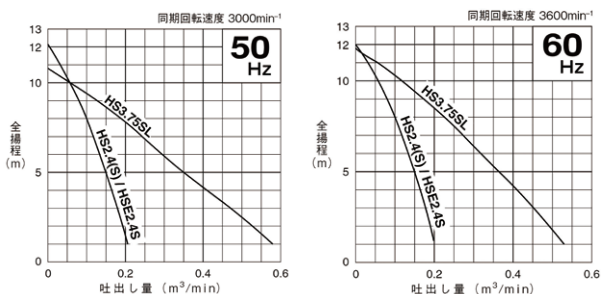 同期回転速度 3000min⁻¹
50
Hz
全揚程
(m)
13
12
10
5
0
HS3.75SL
HS2.4(S) / HSE2.4S
0
0.2
0.4
0.6
吐出し量 (m³/min)
同期回転速度 3600min⁻¹
60
Hz
全揚程
(m)
13
12
10
5
0
HS3.75SL
HS2.4(S) / HSE2.4S
0
0.2
0.4
0.6
吐出し量 (m³/min)